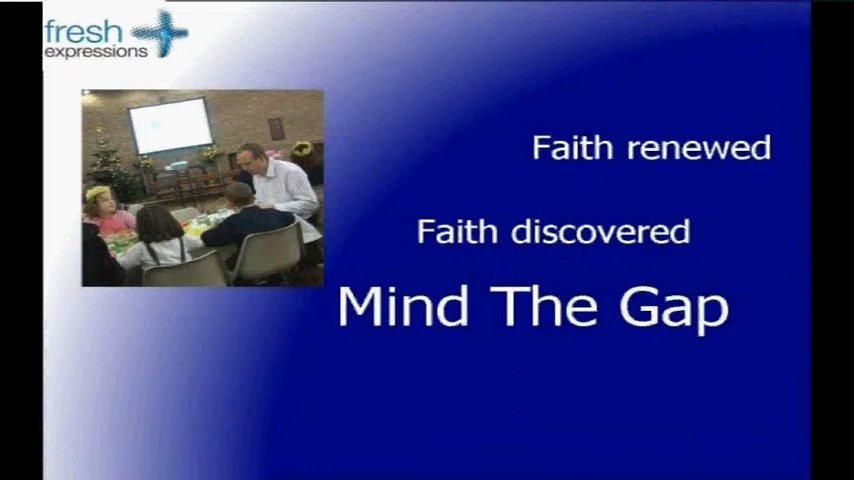 fresh
expressions
Faith renewed
Faith discovered
Mind The Gap